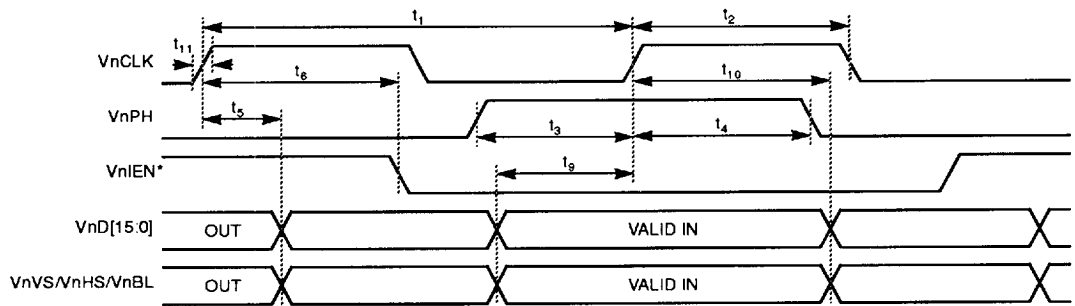 t1
t2
t11
VnCLK
t6
t10
t5
VnPH
t3
t4
VnIEN*
t9
VnD[15:0]
OUT
VALID IN
VnVS/VnHS/VnBL
OUT
VALID IN